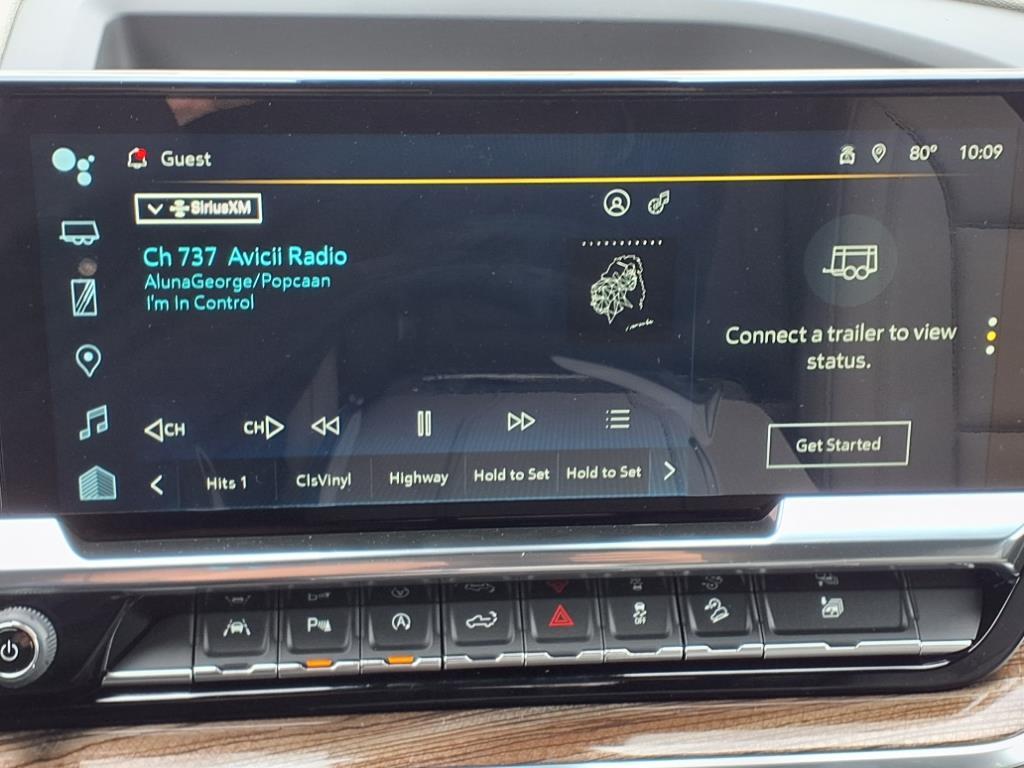 Guest
80°
10:09
SiriusXM
Ch 737 Avicii Radio
AlunaGeorge/Popcaan
I'm In Control
Connect a trailer to view
status.
Get Started
CH
CH
Hits 1
ClsVinyl
Highway
Hold to Set
Hold to Set
P
A
OFF